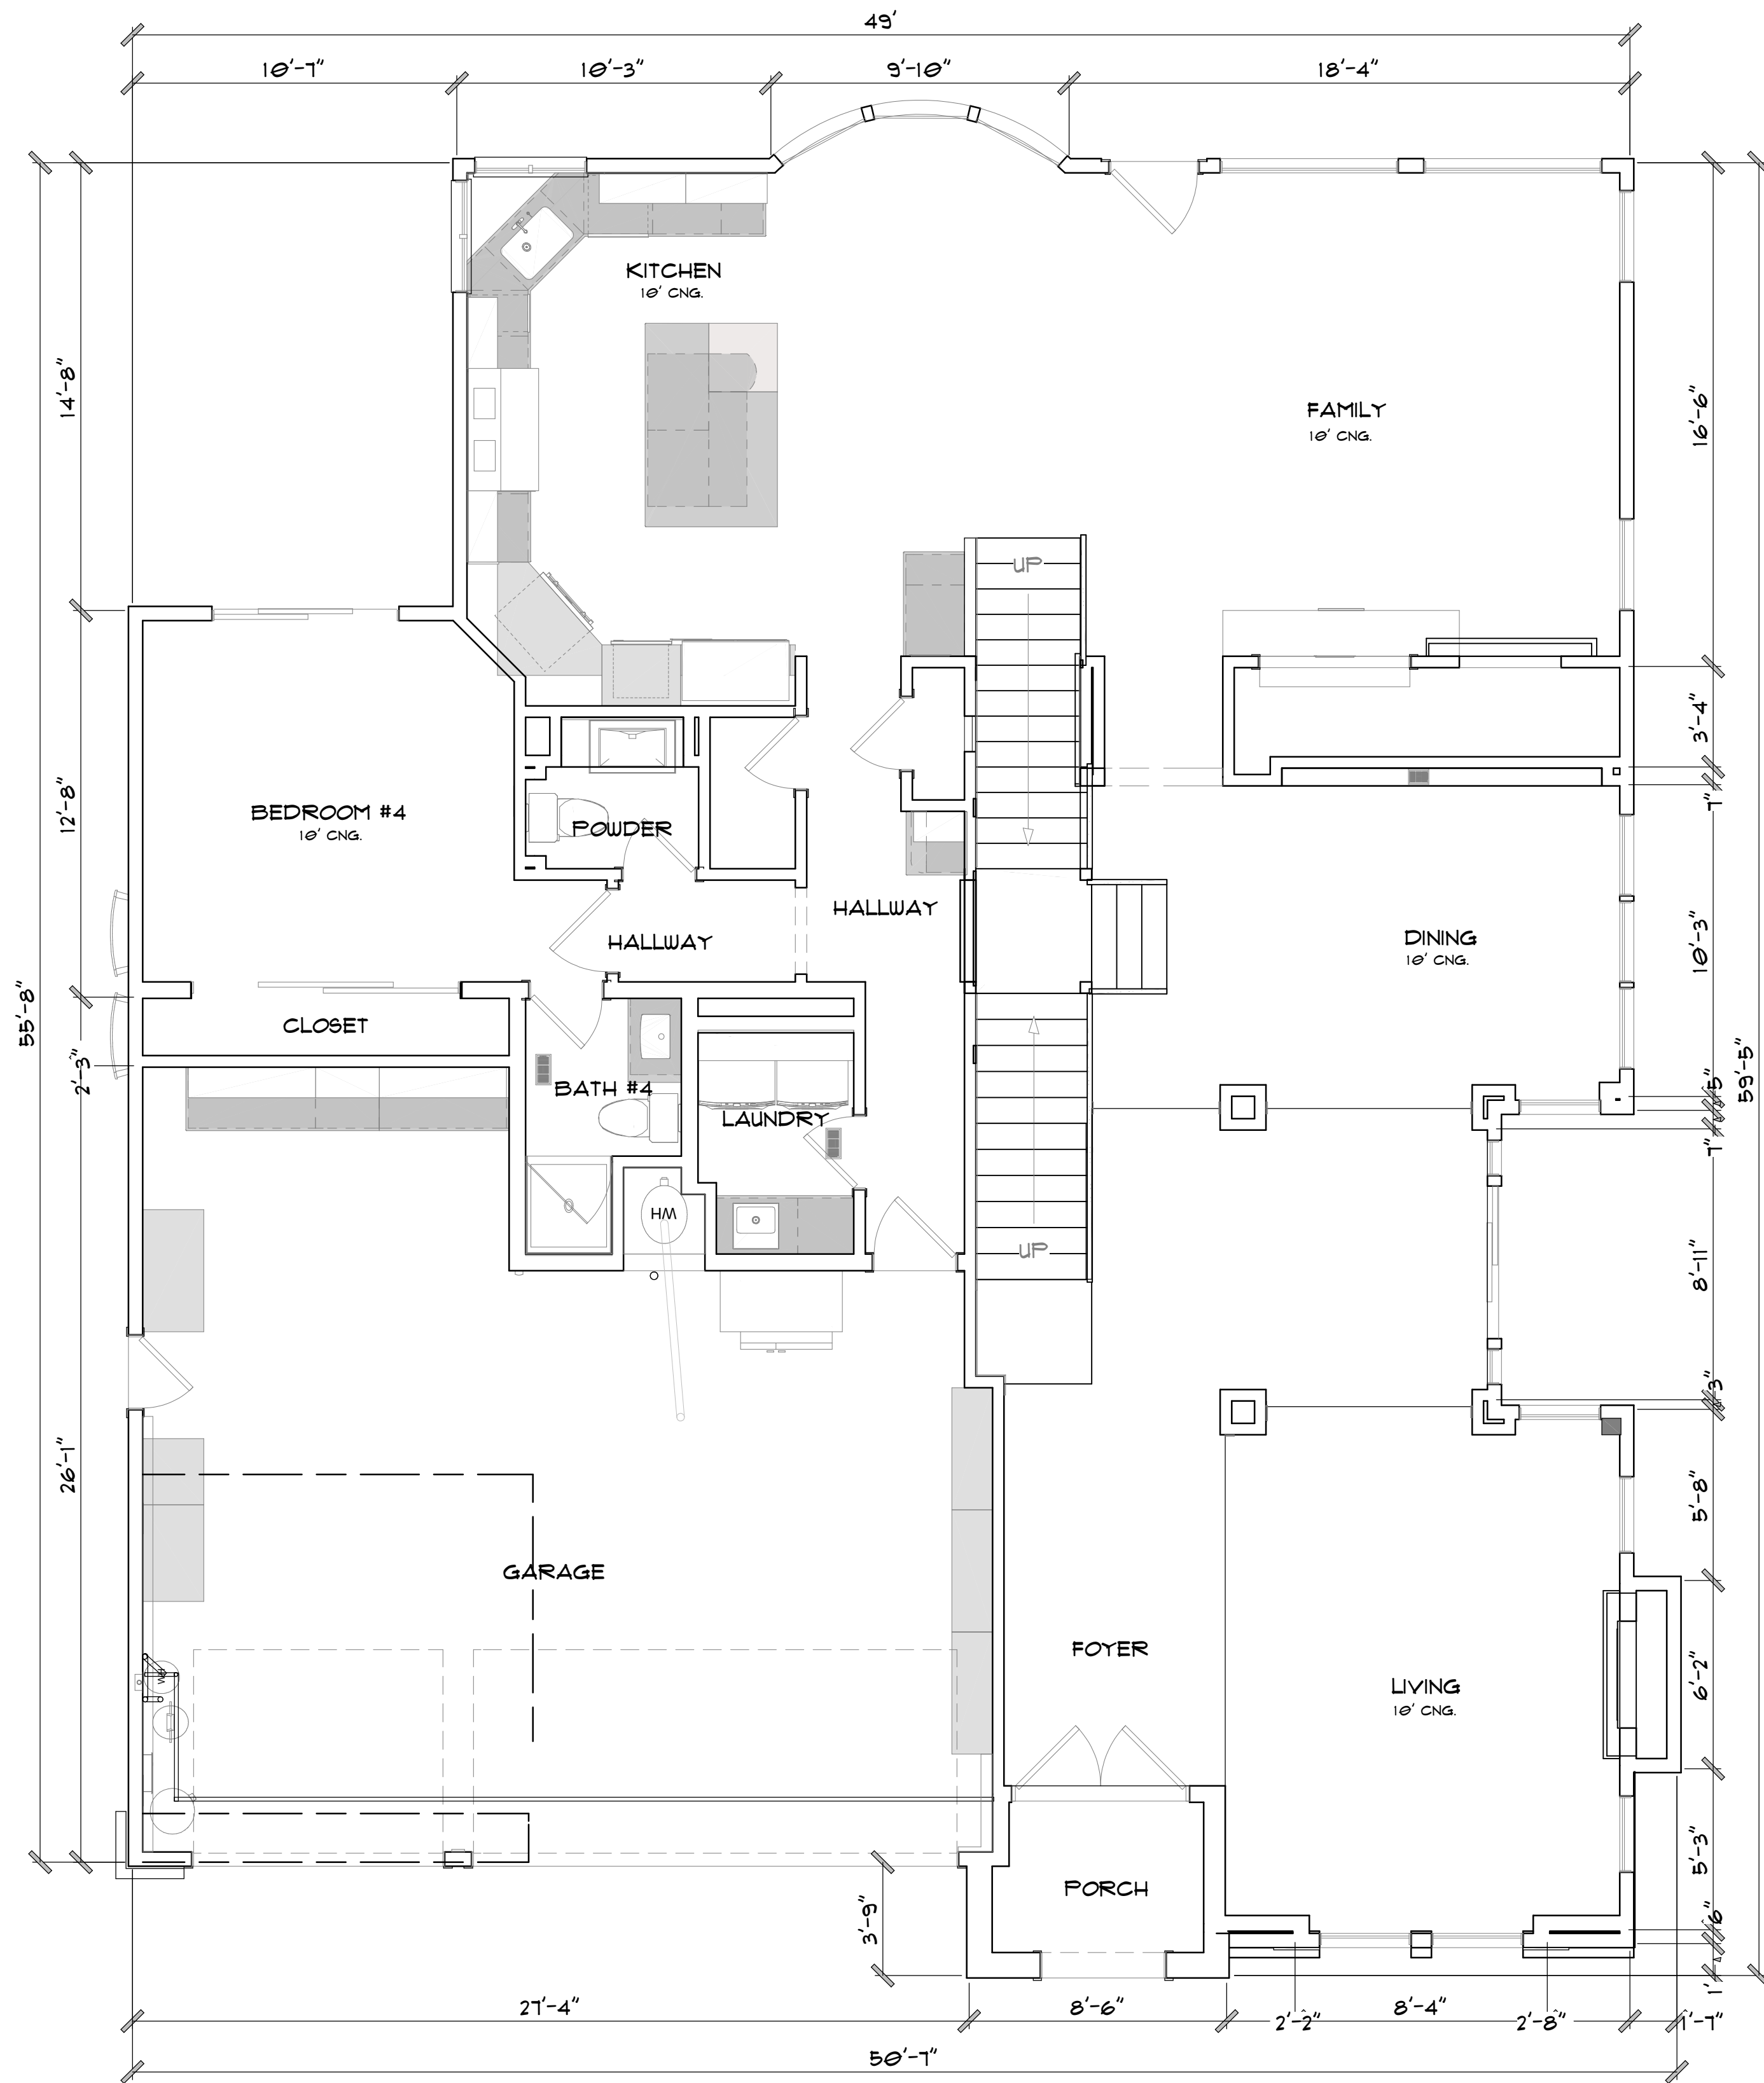 49'
10'-7" 10'-3" 9'-10" 18'-4"
KITCHEN
10' CNG.
14'-8"
FAMILY
10' CNG.
16'-6"
UP
3'-4"
7"
BEDROOM #4
10' CNG.
12'-8"
POWDER
HALLWAY
HALLWAY
DINING
10' CNG.
10'-3"
55'-8"
59'-5"
CLOSET
2'-3"
BATH #4
LAUNDRY
5"
7"
HW
UP
8'-11"
3"
26'-1"
5'-8"
GARAGE
FOYER
WH
LIVING
10' CNG.
6'-2"
5'-3"
PORCH
3'-9"
6"
1'
27'-4" 8'-6" 2'-2" 8'-4" 2'-8" 1'-7"
50'-7"